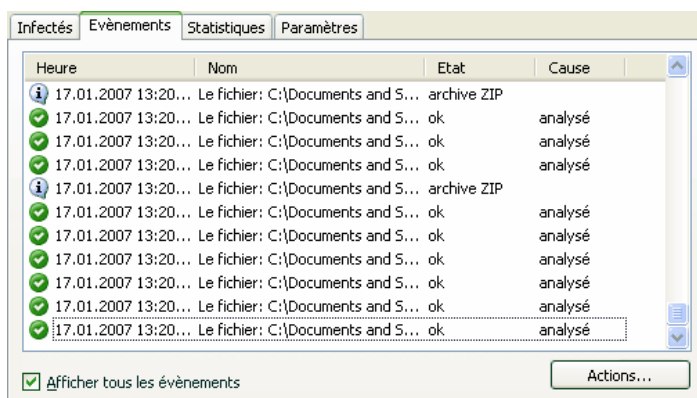 Infectés Evènements Statistiques Paramètres
Heure Nom Etat Cause
17.01.2007 13:20... Le fichier: C:\Documents and S... archive ZIP
17.01.2007 13:20... Le fichier: C:\Documents and S... ok analysé
17.01.2007 13:20... Le fichier: C:\Documents and S... ok analysé
17.01.2007 13:20... Le fichier: C:\Documents and S... ok analysé
17.01.2007 13:20... Le fichier: C:\Documents and S... archive ZIP
17.01.2007 13:20... Le fichier: C:\Documents and S... ok analysé
17.01.2007 13:20... Le fichier: C:\Documents and S... ok analysé
17.01.2007 13:20... Le fichier: C:\Documents and S... ok analysé
17.01.2007 13:20... Le fichier: C:\Documents and S... ok analysé
17.01.2007 13:20... Le fichier: C:\Documents and S... ok analysé
17.01.2007 13:20... Le fichier: C:\Documents and S... ok analysé
Afficher tous les évènements Actions...